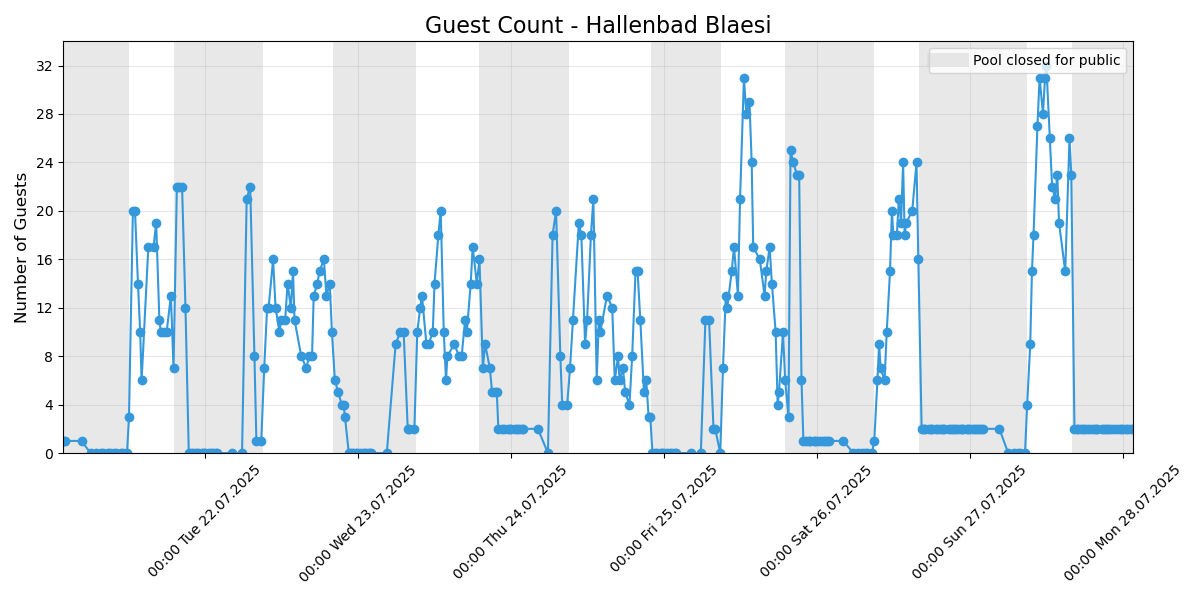 Guest Count - Hallenbad Blaesi
Pool closed for public
Number of Guests
32
28
24
20
16
12
8
4
0
00:00 Tue 22.07.2025
00:00 Wed 23.07.2025
00:00 Thu 24.07.2025
00:00 Fri 25.07.2025
00:00 Sat 26.07.2025
00:00 Sun 27.07.2025
00:00 Mon 28.07.2025